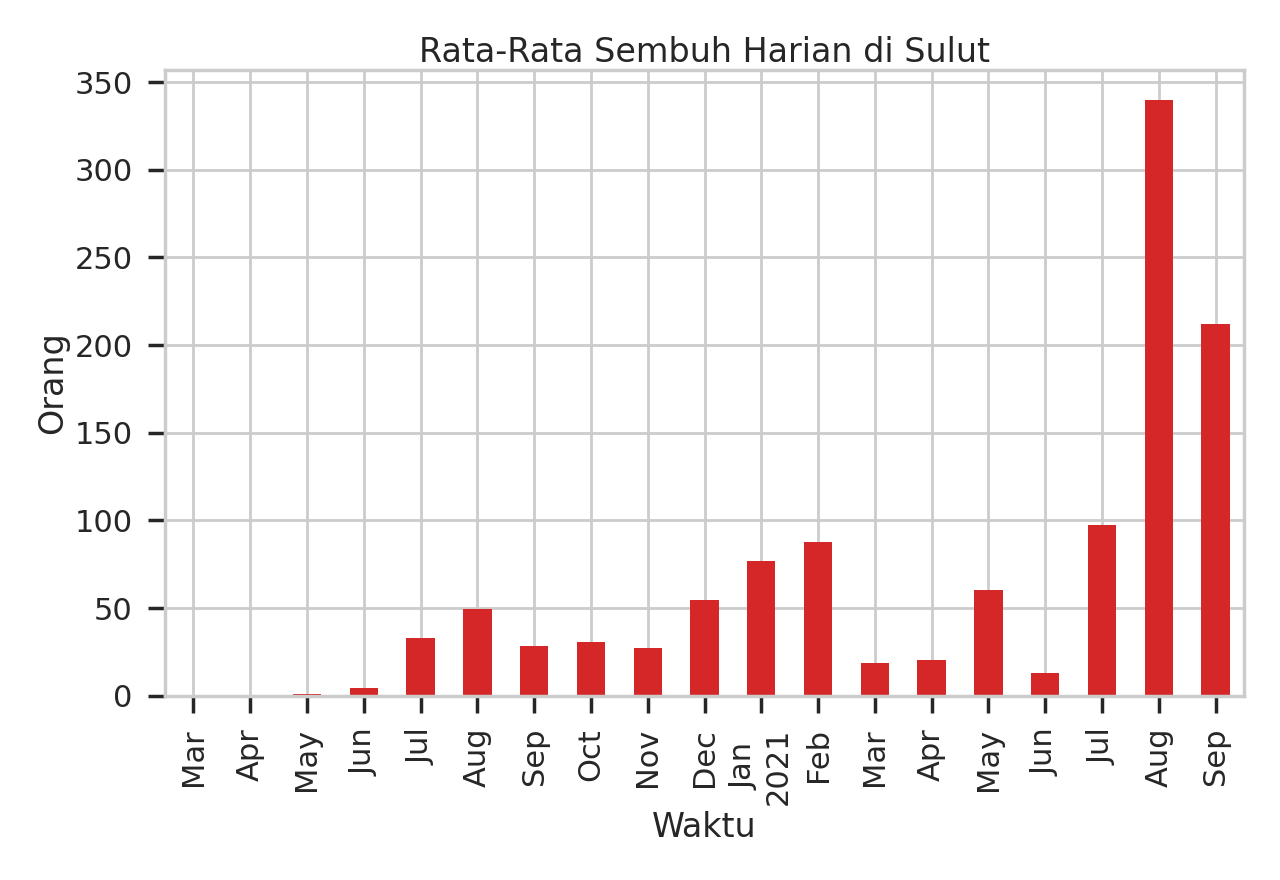 Rata-Rata Sembuh Harian di Sulut
350
300
250
200
150
100
50
0
Orang
Mar
Apr
May
Jun
Jul
Aug
Sep
Oct
Nov
Dec
Jan
2021
Feb
Mar
Apr
May
Jun
Jul
Aug
Sep
Waktu